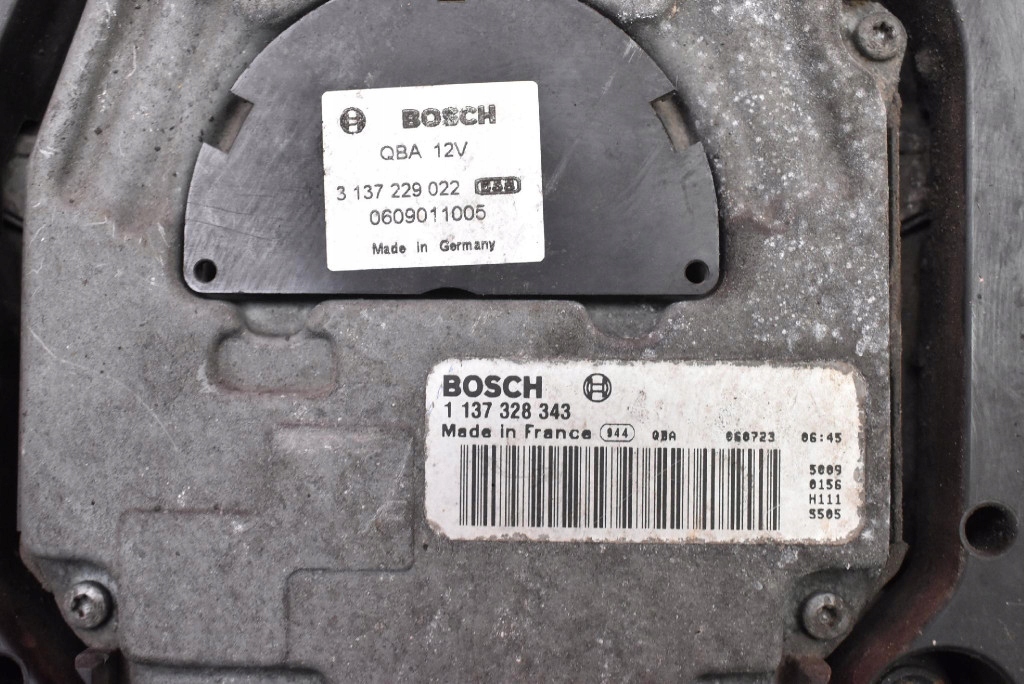 BOSCH
QBA 12V
3 137 229 022
0609011005
Made in Germany
BOSCH
1 137 328 343
Made in France 944 QBA 060723 06:45
5009
0156
H111
5505